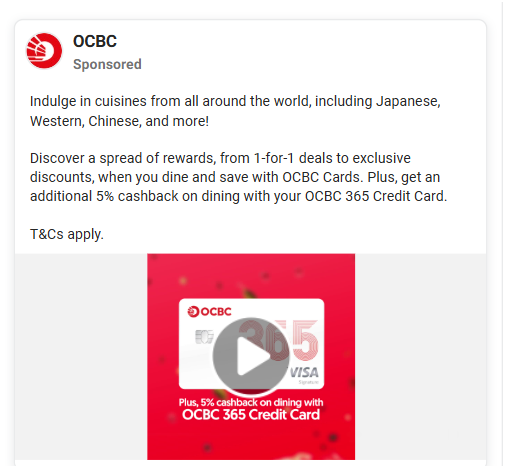 OCBC
Sponsored
Indulge in cuisines from all around the world, including Japanese,
Western, Chinese, and more!
Discover a spread of rewards, from 1-for-1 deals to exclusive
discounts, when you dine and save with OCBC Cards. Plus, get an
additional 5% cashback on dining with your OCBC 365 Credit Card.
T&Cs apply.
OCBC
365
VISA
Signature
Plus, 5% cashback on dining with
OCBC 365 Credit Card